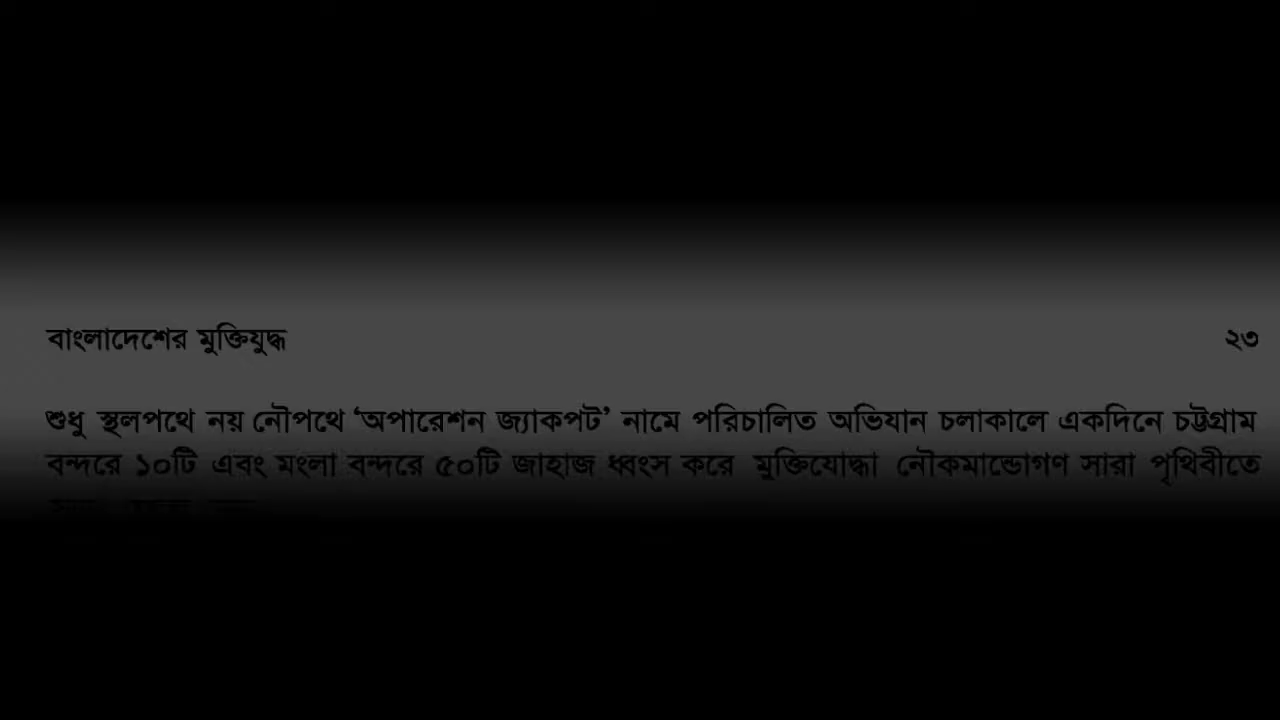 বাংলাদেশের মুক্তিযুদ্ধ ২৩
শুধু স্থলপথে নয় নৌপথে ‘অপারেশন জ্যাকপট’ নামে পরিচালিত অভিযান চলাকালে একদিনে চট্টগ্রাম
বন্দরে ১০টি এবং মংলা বন্দরে ৫০টি জাহাজ ধ্বংস করে মুক্তিযোদ্ধা নৌকমান্ডোগণ সারা পৃথিবীতে